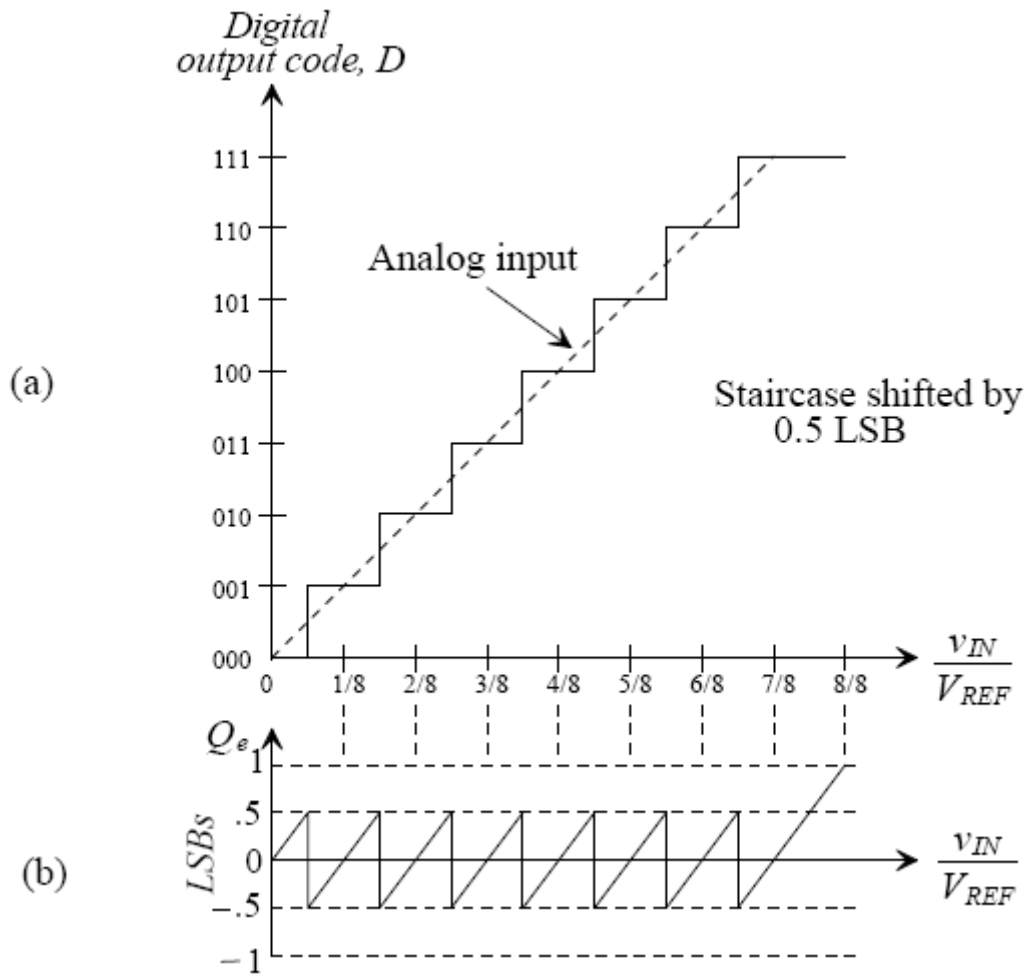 Digital
output code, D
111
110
Analog input
101
(a)
100
Staircase shifted by
0.5 LSB
011
010
001
000
0 1/8 2/8 3/8 4/8 5/8 6/8 7/8 8/8
v_IN
V_REF
Q_e
1
.5
0
-.5
-1
LSBs
(b)
v_IN
V_REF